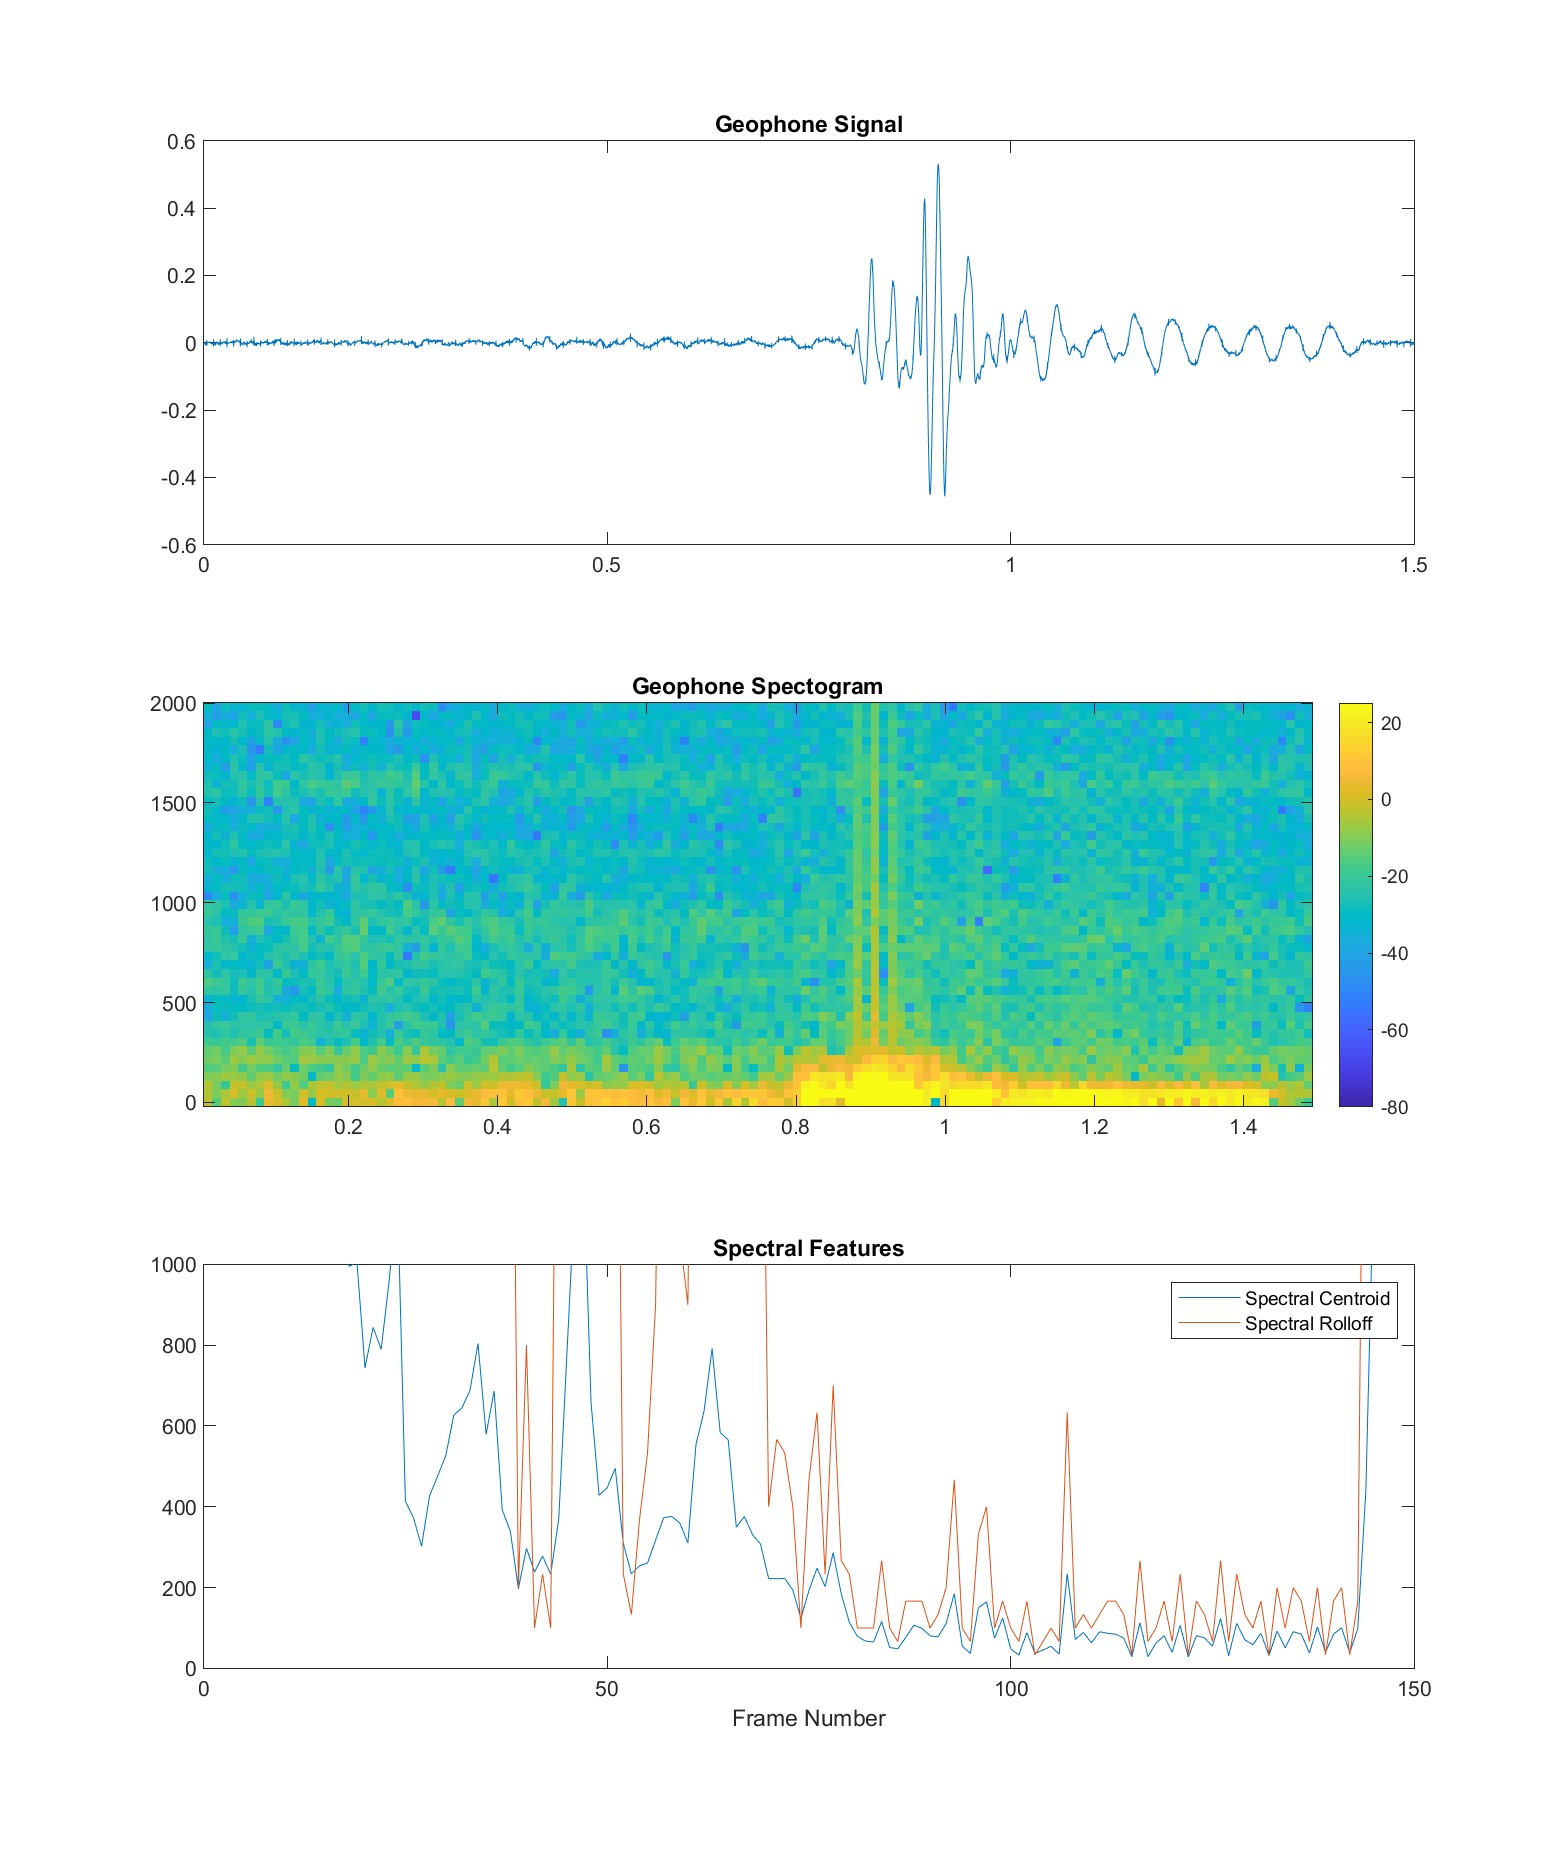 Geophone Signal
0.6
0.4
0.2
0
-0.2
-0.4
-0.6
0 0.5 1 1.5
Geophone Spectogram
2000
1500
1000
500
0
20
0
-20
-40
-60
-80
0.2 0.4 0.6 0.8 1 1.2 1.4
Spectral Features
1000
800
600
400
200
0
Spectral Centroid
Spectral Rolloff
0 50 100 150
Frame Number